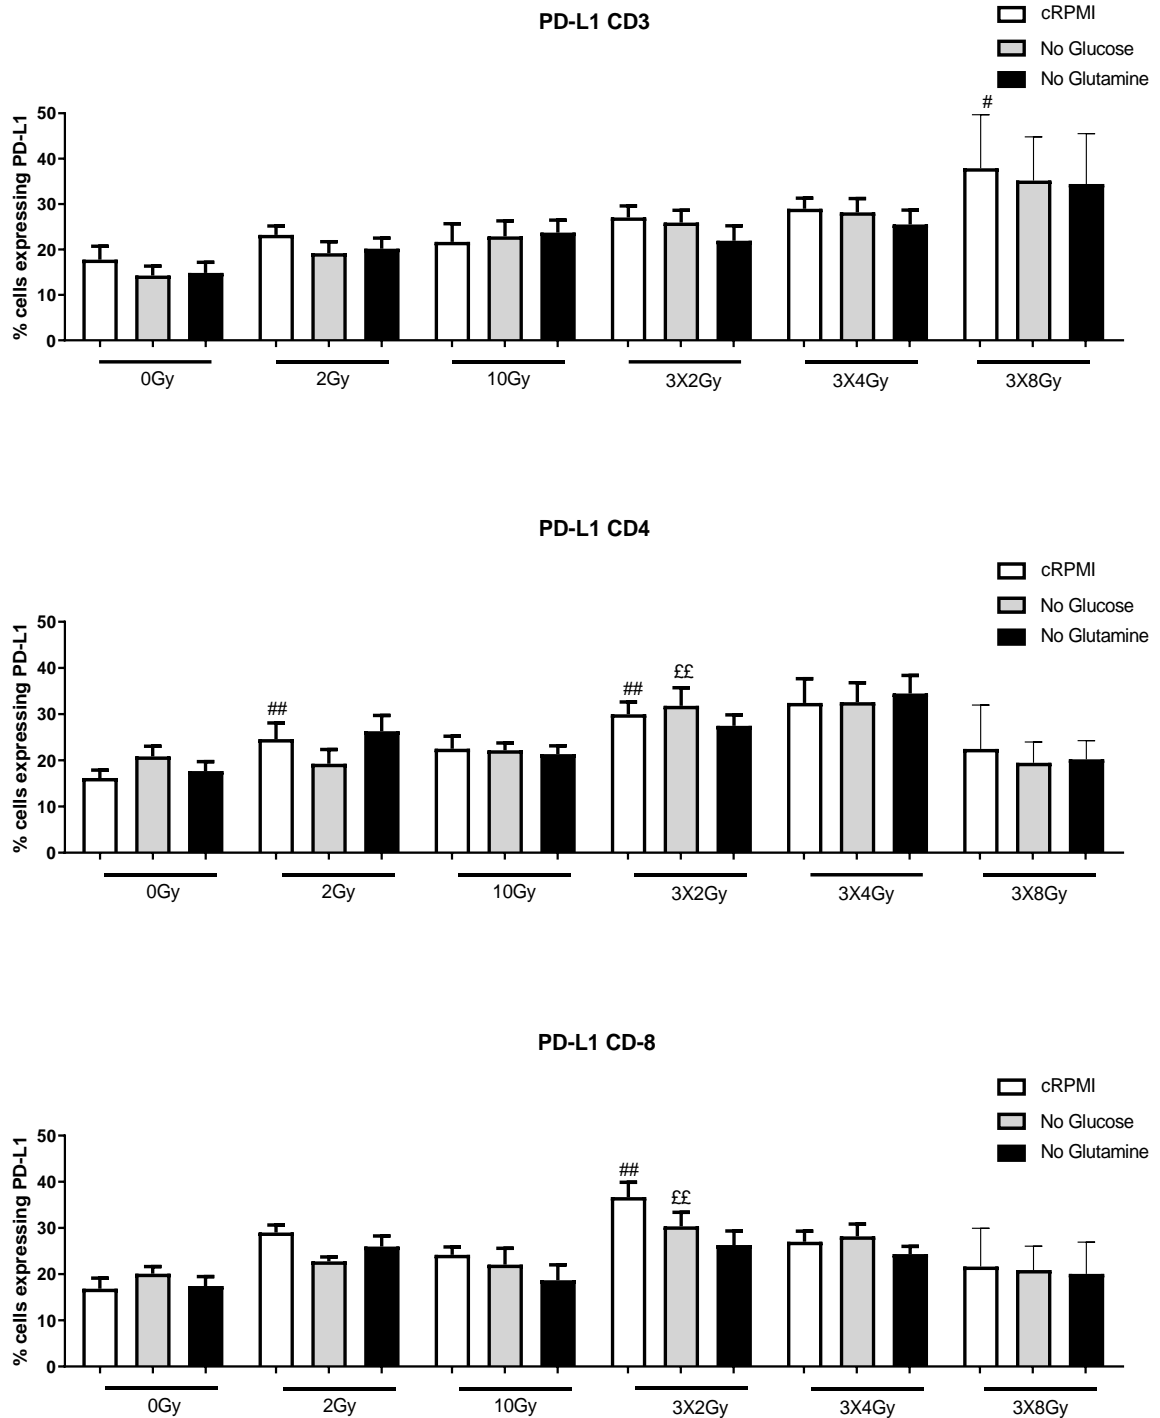 PD-L1 CD3
cRPMI
No Glucose
No Glutamine
% cells expressing PD-L1
50
40
30
20
10
0
#
0Gy
2Gy
10Gy
3X2Gy
3X4Gy
3X8Gy
PD-L1 CD4
cRPMI
No Glucose
No Glutamine
% cells expressing PD-L1
50
40
30
20
10
0
##
##
££
0Gy
2Gy
10Gy
3X2Gy
3X4Gy
3X8Gy
PD-L1 CD-8
cRPMI
No Glucose
No Glutamine
% cells expressing PD-L1
50
40
30
20
10
0
##
££
0Gy
2Gy
10Gy
3X2Gy
3X4Gy
3X8Gy